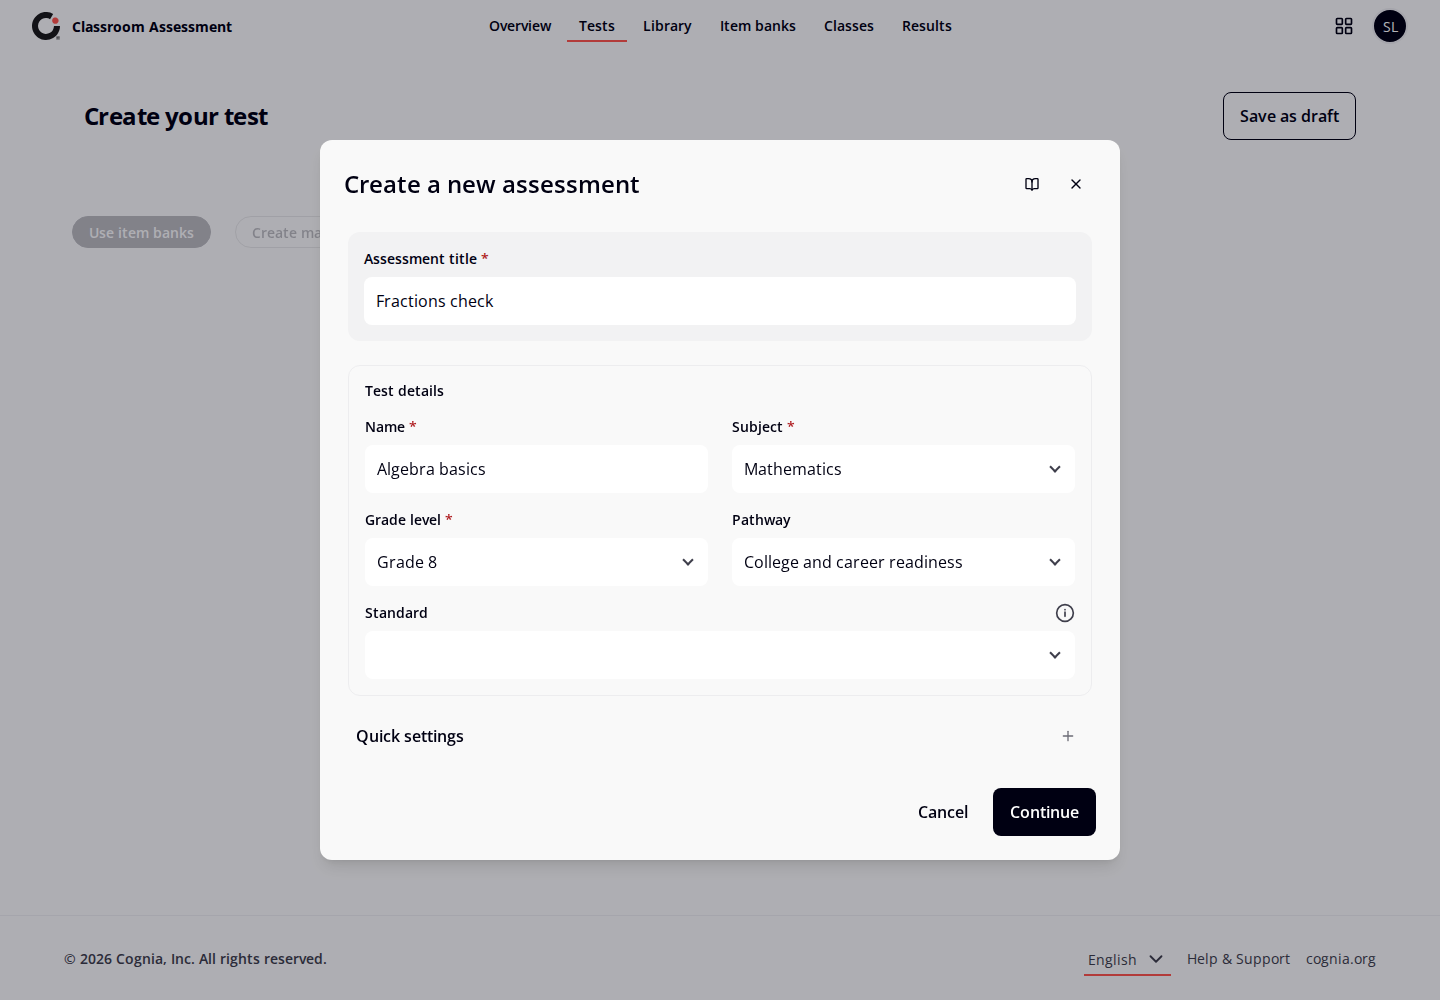 Classroom Assessment
Overview
Tests
Library
Item banks
Classes
Results
SL
Create your test
Save as draft
Use item banks
Create ma
Create a new assessment
Assessment title *
Fractions check
Test details
Name *
Subject *
Algebra basics
Mathematics
Grade level *
Pathway
Grade 8
College and career readiness
Standard
Quick settings
Cancel
Continue
© 2026 Cognia, Inc. All rights reserved.
English
Help & Support
cognia.org